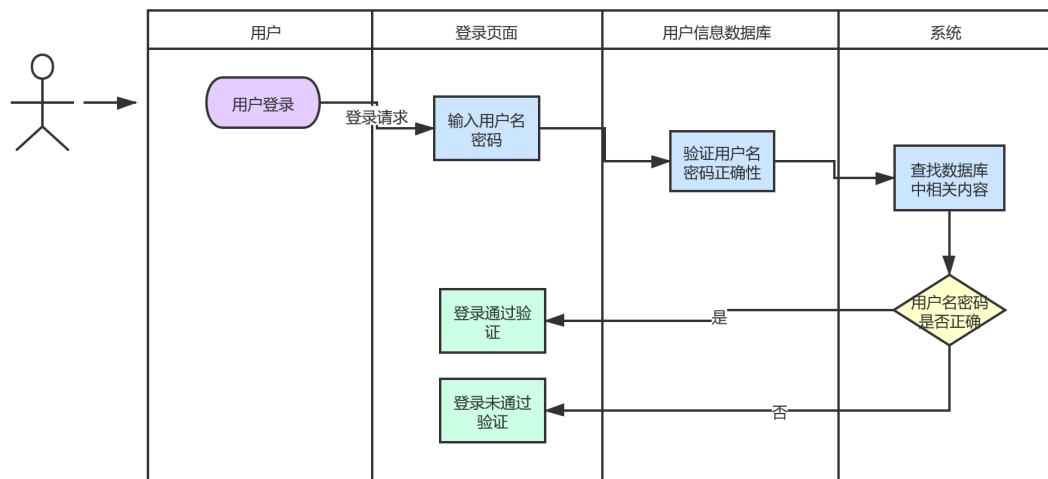 用户
登录页面
用户信息数据库
系统
用户登录
登录请求
输入用户名
密码
验证用户名
密码正确性
查找数据库
中相关内容
用户名密码
是否正确
是
登录通过验
证
否
登录未通过
验证